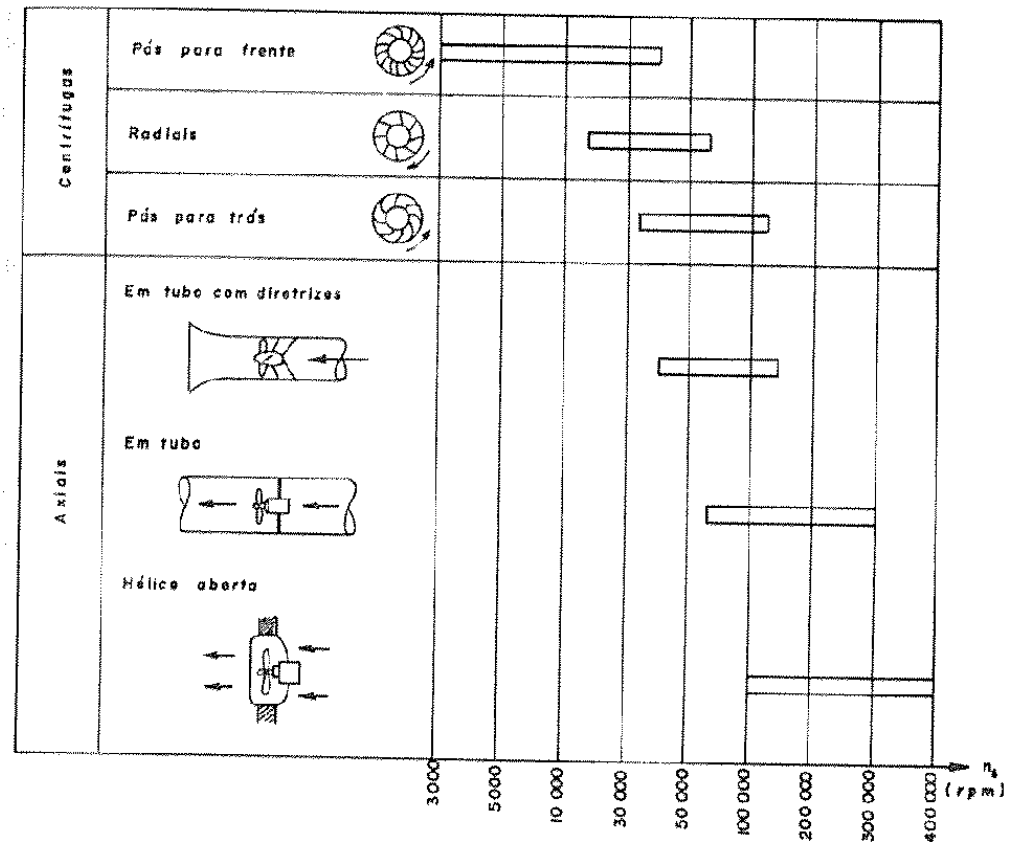 Centrífugas
Pás para frente
Radiais
Pás para trás
Axiais
Em tubo com diretrizes
Em tubo
Hélice aberta
3000
5000
10 000
30 000
50 000
100 000
200 000
300 000
400 000
ns
(rpm)